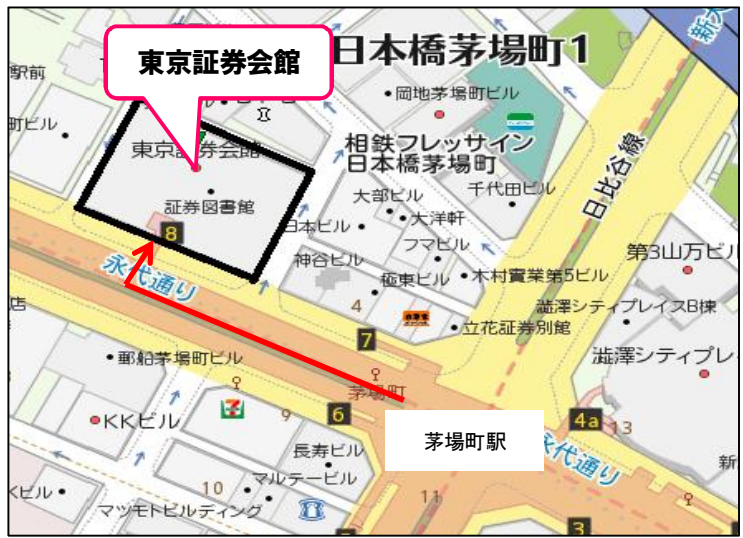 東京証券会館
日本橋茅場町1
新大
駅前
岡地茅場町ビル
町ビル
相鉄フレッサイン
日本橋茅場町
東京証券会館
日比谷線
大部ビル
千代田ビル
証券図書館
大洋軒
日本ビル
フマビル
8
第3山万ビル
神谷ビル
極東ビル
木村實業第5ビル
永代通り
4
澁澤シティプレイスB棟
店
立花証券別館
7
郵船茅場町ビル
澁澤シティプレ
茅場町
KKビル
9
6
茅場町駅
4a
13
長寿ビル
永代通り
新
マルテービル
Kビル
10
11
マツモトビルディング
3